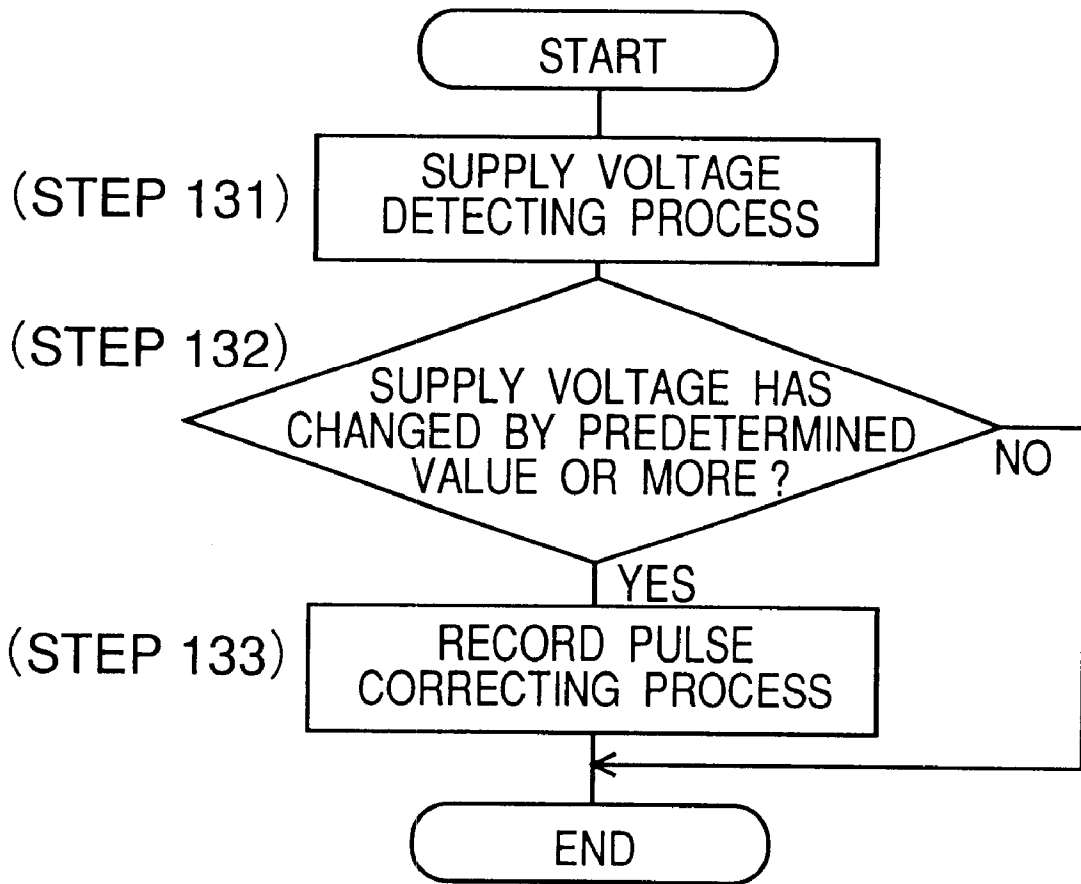 START
(STEP 131)
SUPPLY VOLTAGE
DETECTING PROCESS
(STEP 132)
SUPPLY VOLTAGE HAS
CHANGED BY PREDETERMINED
VALUE OR MORE ?
NO
YES
(STEP 133)
RECORD PULSE
CORRECTING PROCESS
END